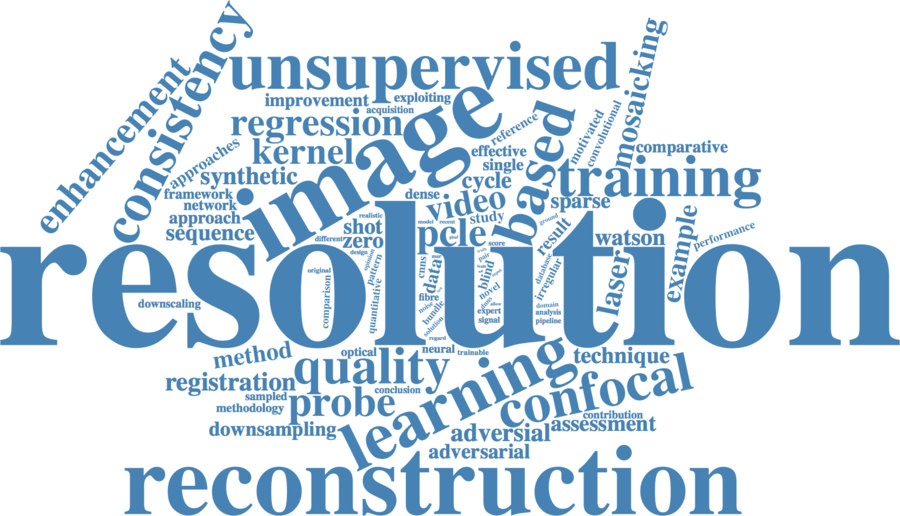 enhancement
consistency
unsupervised
mosaicking
improvement
exploiting
acquisition
regression
image
reference
based
motivated
convolutional
kernel
effective
comparative
approaches
synthetic
single
cycle
training
framework
network
dense
video
sparse
approach
realistic
model
recent
study
ground
sequence
shot
zero
different
design
pcle
score
result
watson
example
performance
resolution
original
comparison
pattern
quantitative
cnns
data
pair
blind
database
irregular
laser
downscaling
fibre
bundle
novel
expert
signal
allow
domain
analysis
pipeline
solution
regard
method
optical
quality
neural
trainable
learning
technique
registration
conclusion
confocal
sampled
methodology
probe
contribution
downsampling
adversial
assessment
adversarial
reconstruction